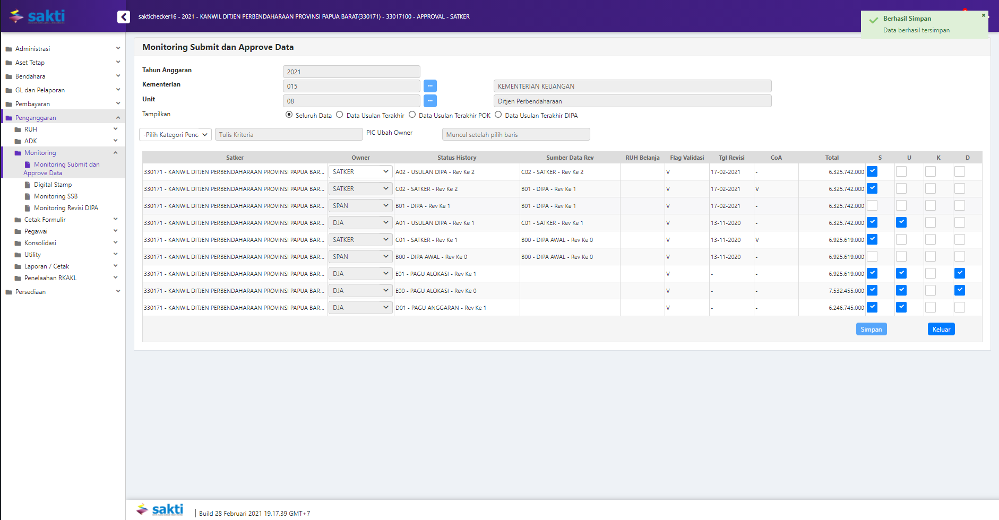 sakti
saktichecker16 - 2021 - KANWIL DITJEN PERBENDAHARAAN PROVINSI PAPUA BARAT(330171) - 33017100 - APPROVAL - SATKER
Berhasil Simpan
Data berhasil tersimpan
Administrasi
Aset Tetap
Bendahara
GL dan Pelaporan
Pembayaran
Penganggaran
RUH
ADK
Monitoring
Monitoring Submit dan
Approve Data
Digital Stamp
Monitoring SSB
Monitoring Revisi DIPA
Cetak Formulir
Pegawai
Konsolidasi
Utility
Laporan / Cetak
Penelaahan RKAKL
Persediaan
Monitoring Submit dan Approve Data
Tahun Anggaran 2021
Kementerian 015 ... KEMENTERIAN KEUANGAN
Unit 08 ... Ditjen Perbendaharaan
Tampilkan Seluruh Data Data Usulan Terakhir Data Usulan Terakhir POK Data Usulan Terakhir DIPA
-Pilih Kategori Penc Tulis Kriteria PIC Ubah Owner Muncul setelah pilih baris
Satker Owner Status History Sumber Data Rev RUH Belanja Flag Validasi Tgl Revisi CoA Total S U K D
330171 - KANWIL DITJEN PERBENDAHARAAN PROVINSI PAPUA BAR... SATKER A02 - USULAN DIPA - Rev Ke 2 C02 - SATKER - Rev Ke 2 V 17-02-2021 - 6.325.742.000
330171 - KANWIL DITJEN PERBENDAHARAAN PROVINSI PAPUA BAR... SATKER C02 - SATKER - Rev Ke 2 B01 - DIPA - Rev Ke 1 V 17-02-2021 V 6.325.742.000
330171 - KANWIL DITJEN PERBENDAHARAAN PROVINSI PAPUA BAR... SPAN B01 - DIPA - Rev Ke 1 B01 - DIPA - Rev Ke 1 V 17-02-2021 - 6.325.742.000
330171 - KANWIL DITJEN PERBENDAHARAAN PROVINSI PAPUA BAR... DJA A01 - USULAN DIPA - Rev Ke 1 C01 - SATKER - Rev Ke 1 V 13-11-2020 - 6.325.742.000
330171 - KANWIL DITJEN PERBENDAHARAAN PROVINSI PAPUA BAR... SATKER C01 - SATKER - Rev Ke 1 B00 - DIPA AWAL - Rev Ke 0 V 13-11-2020 V 6.925.619.000
330171 - KANWIL DITJEN PERBENDAHARAAN PROVINSI PAPUA BAR... SPAN B00 - DIPA AWAL - Rev Ke 0 B00 - DIPA AWAL - Rev Ke 0 V 13-11-2020 - 6.925.619.000
330171 - KANWIL DITJEN PERBENDAHARAAN PROVINSI PAPUA BAR... DJA E01 - PAGU ALOKASI - Rev Ke 1 V - - 6.925.619.000
330171 - KANWIL DITJEN PERBENDAHARAAN PROVINSI PAPUA BAR... DJA E00 - PAGU ALOKASI - Rev Ke 0 V - - 7.532.455.000
330171 - KANWIL DITJEN PERBENDAHARAAN PROVINSI PAPUA BAR... DJA D01 - PAGU ANGGARAN - Rev Ke 1 V - - 6.246.745.000
Simpan Keluar
sakti
Build 28 Februari 2021 19.17.39 GMT+7